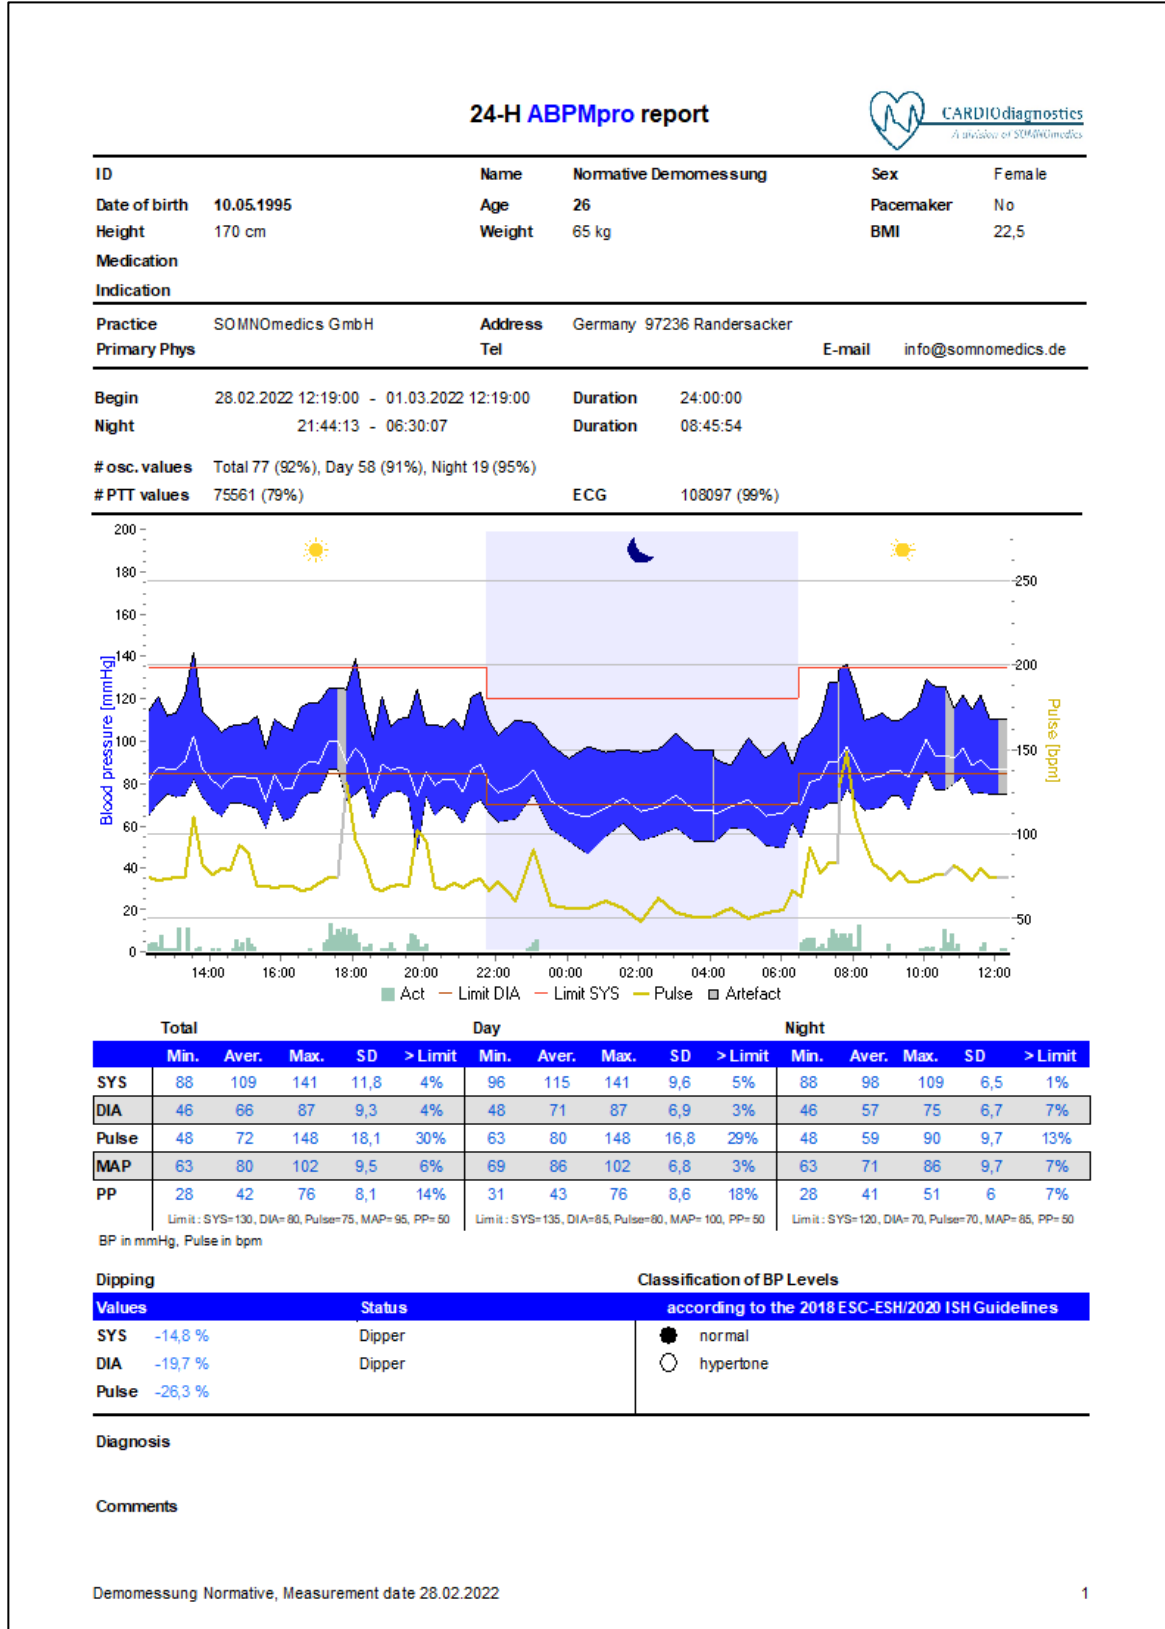 24-H ABPMpro report
CARDIOdiagnostics
A division of SOMNOmedics
ID Name Normative Demomessung Sex Female
Date of birth 10.05.1995 Age 26 Pacemaker No
Height 170 cm Weight 65 kg BMI 22,5
Medication
Indication
Practice SOMNOmedics GmbH Address Germany 97236 Randersacker
Primary Phys Tel E-mail info@somnomedics.de
Begin 28.02.2022 12:19:00 - 01.03.2022 12:19:00 Duration 24:00:00
Night 21:44:13 - 06:30:07 Duration 08:45:54
# osc. values Total 77 (92%), Day 58 (91%), Night 19 (95%)
# PTT values 75561 (79%) ECG 108097 (99%)
Blood pressure [mmHg]
200
180
160
140
120
100
80
60
40
20
0
250
200
150
100
50
Pulse [bpm]
14:00 16:00 18:00 20:00 22:00 00:00 02:00 04:00 06:00 08:00 10:00 12:00
Act Limit DIA Limit SYS Pulse Artefact
Total Day Night
Min. Aver. Max. SD > Limit Min. Aver. Max. SD > Limit Min. Aver. Max. SD > Limit
SYS 88 109 141 11,8 4% 96 115 141 9,6 5% 88 98 109 6,5 1%
DIA 46 66 87 9,3 4% 48 71 87 6,9 3% 46 57 75 6,7 7%
Pulse 48 72 148 18,1 30% 63 80 148 16,8 29% 48 59 90 9,7 13%
MAP 63 80 102 9,5 6% 69 86 102 6,8 3% 63 71 86 9,7 7%
PP 28 42 76 8,1 14% 31 43 76 8,6 18% 28 41 51 6 7%
Limit : SYS=130, DIA=80, Pulse=75, MAP=95, PP=50 Limit : SYS=135, DIA=85, Pulse=80, MAP=100, PP=50 Limit : SYS=120, DIA=70, Pulse=70, MAP=85, PP=50
BP in mmHg, Pulse in bpm
Dipping Classification of BP Levels
Values Status according to the 2018 ESC-ESH/2020 ISH Guidelines
SYS -14,8 % Dipper normal
DIA -19,7 % Dipper hypertone
Pulse -26,3 %
Diagnosis
Comments
Demomessung Normative, Measurement date 28.02.2022 1